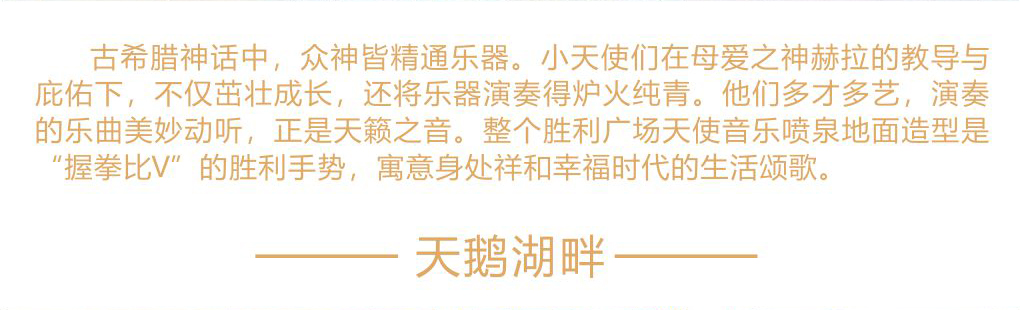 古希腊神话中，众神皆精通乐器。小天使们在母爱之神赫拉的教导与
庇佑下，不仅茁壮成长，还将乐器演奏得炉火纯青。他们多才多艺，演奏
的乐曲美妙动听，正是天籁之音。整个胜利广场天使音乐喷泉地面造型是
“握拳比V”的胜利手势，寓意身处祥和幸福时代的生活颂歌。
天鹅湖畔